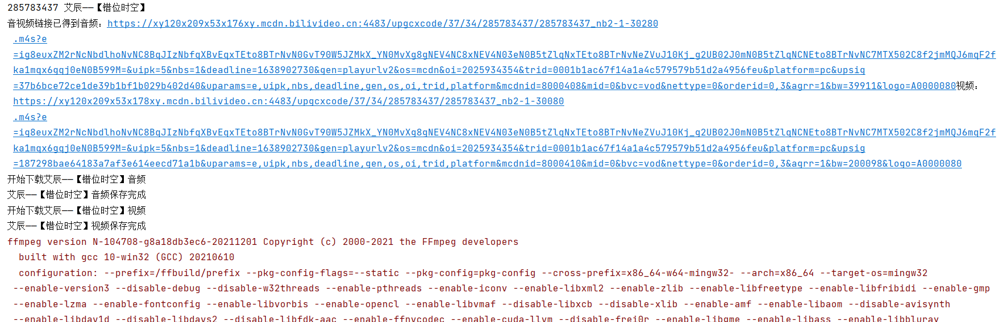 285783437 艾辰——【错位时空】
音视频链接已得到音频：https://xy120x209x53x176xy.mcdn.bilivideo.cn:4483/upgcxcode/37/34/285783437/285783437_nb2-1-30280
.m4s?e
=ig8euxZM2rNcNbdlhoNvNC8BqJIzNbfqXBvEqxTEto8BTrNvN0GvT90W5JZMkX_YN0MvXg8gNEV4NC8xNEV4N03eN0B5tZlqNxTEto8BTrNvNeZVuJ10Kj_g2UB02J0mN0B5tZlqNCNEto8BTrNvNC7MTX502C8f2jmMQJ6mqF2f
ka1mqx6gqj0eN0B599M=&uipk=5&nbs=1&deadline=1638902730&gen=playurlv2&os=mcdn&oi=2025934354&trid=0001b1ac67f14a1a4c579579b51d2a4956feu&platform=pc&upsig
=37b6bce72ce1de39b1bf1b029b402d40&uparams=e,uipk,nbs,deadline,gen,os,oi,trid,platform&mcdnid=8000408&mid=0&bvc=vod&nettype=0&orderid=0,3&agrr=1&bw=39911&logo=A0000080视频：
https://xy120x209x53x178xy.mcdn.bilivideo.cn:4483/upgcxcode/37/34/285783437/285783437_nb2-1-30080
.m4s?e
=ig8euxZM2rNcNbdlhoNvNC8BqJIzNbfqXBvEqxTEto8BTrNvN0GvT90W5JZMkX_YN0MvXg8gNEV4NC8xNEV4N03eN0B5tZlqNxTEto8BTrNvNeZVuJ10Kj_g2UB02J0mN0B5tZlqNCNEto8BTrNvNC7MTX502C8f2jmMQJ6mqF2f
ka1mqx6gqj0eN0B599M=&uipk=5&nbs=1&deadline=1638902730&gen=playurlv2&os=mcdn&oi=2025934354&trid=0001b1ac67f14a1a4c579579b51d2a4956feu&platform=pc&upsig
=187298bae64183a7af3e614eecd71a1b&uparams=e,uipk,nbs,deadline,gen,os,oi,trid,platform&mcdnid=8000410&mid=0&bvc=vod&nettype=0&orderid=0,3&agrr=1&bw=200098&logo=A0000080
开始下载艾辰——【错位时空】音频
艾辰——【错位时空】音频保存完成
开始下载艾辰——【错位时空】视频
艾辰——【错位时空】视频保存完成
ffmpeg version N-104708-g8a18db3ec6-20211201 Copyright (c) 2000-2021 the FFmpeg developers
built with gcc 10-win32 (GCC) 20210610
configuration: --prefix=/ffbuild/prefix --pkg-config-flags=--static --pkg-config=pkg-config --cross-prefix=x86_64-w64-mingw32- --arch=x86_64 --target-os=mingw32
--enable-version3 --disable-debug --disable-w32threads --enable-pthreads --enable-iconv --enable-libxml2 --enable-zlib --enable-libfreetype --enable-libfribidi --enable-gmp
--enable-lzma --enable-fontconfig --enable-libvorbis --enable-opencl --enable-libvmaf --disable-libxcb --disable-xlib --enable-amf --enable-libaom --disable-avisynth
--enable-libdav1d --disable-libdavs2 --disable-libfdk-aac --enable-ffnvcodec --enable-cuda-llvm --disable-frei0r --enable-libgme --enable-libass --enable-libbluray